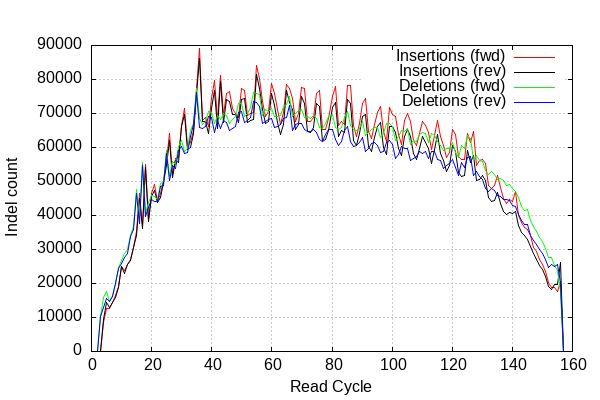 90000
80000
70000
60000
50000
40000
30000
20000
10000
0
Indel count
Insertions (fwd)
Insertions (rev)
Deletions (fwd)
Deletions (rev)
0 20 40 60 80 100 120 140 160
Read Cycle